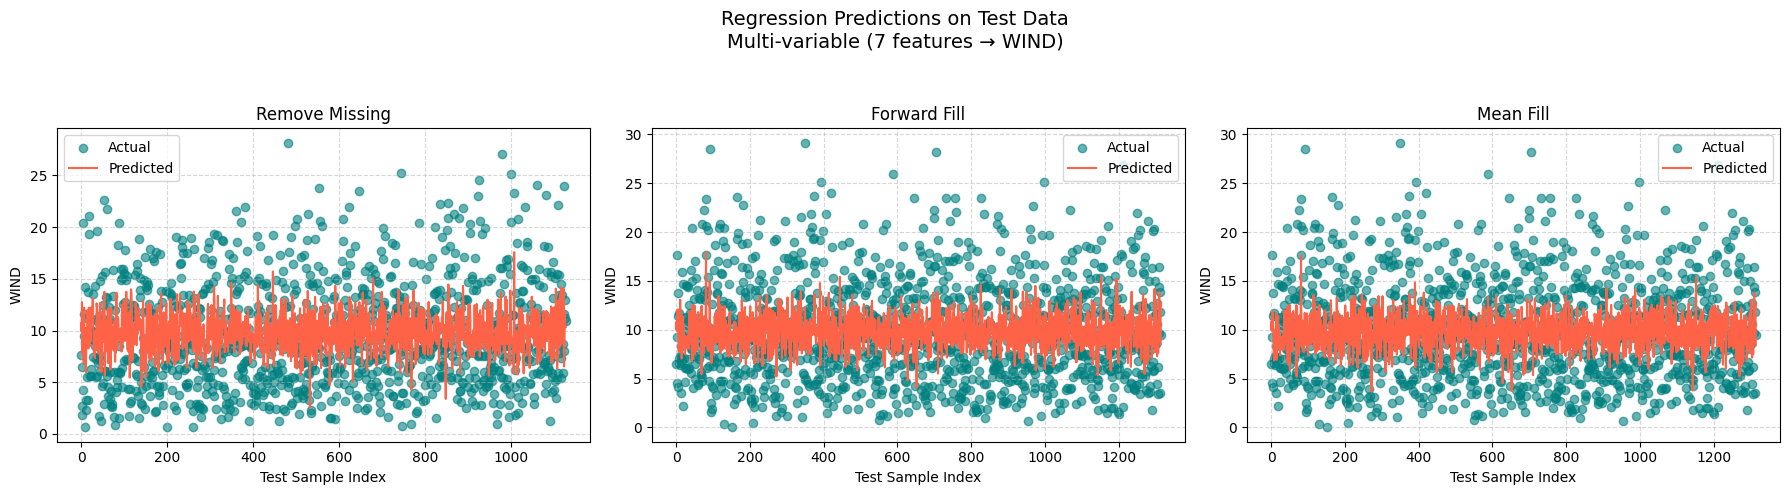 Regression Predictions on Test Data
Multi-variable (7 features → WIND)
Remove Missing
Actual
Predicted
WIND
25
20
15
10
5
0
0
200
400
600
800
1000
Test Sample Index
Forward Fill
Actual
Predicted
WIND
30
25
20
15
10
5
0
0
200
400
600
800
1000
1200
Test Sample Index
Mean Fill
Actual
Predicted
WIND
30
25
20
15
10
5
0
0
200
400
600
800
1000
1200
Test Sample Index